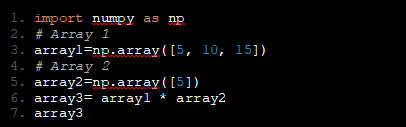 1. import numpy as np
2. # Array 1
3. array1=np.array([5, 10, 15])
4. # Array 2
5. array2=np.array([5])
6. array3= array1 * array2
7. array3